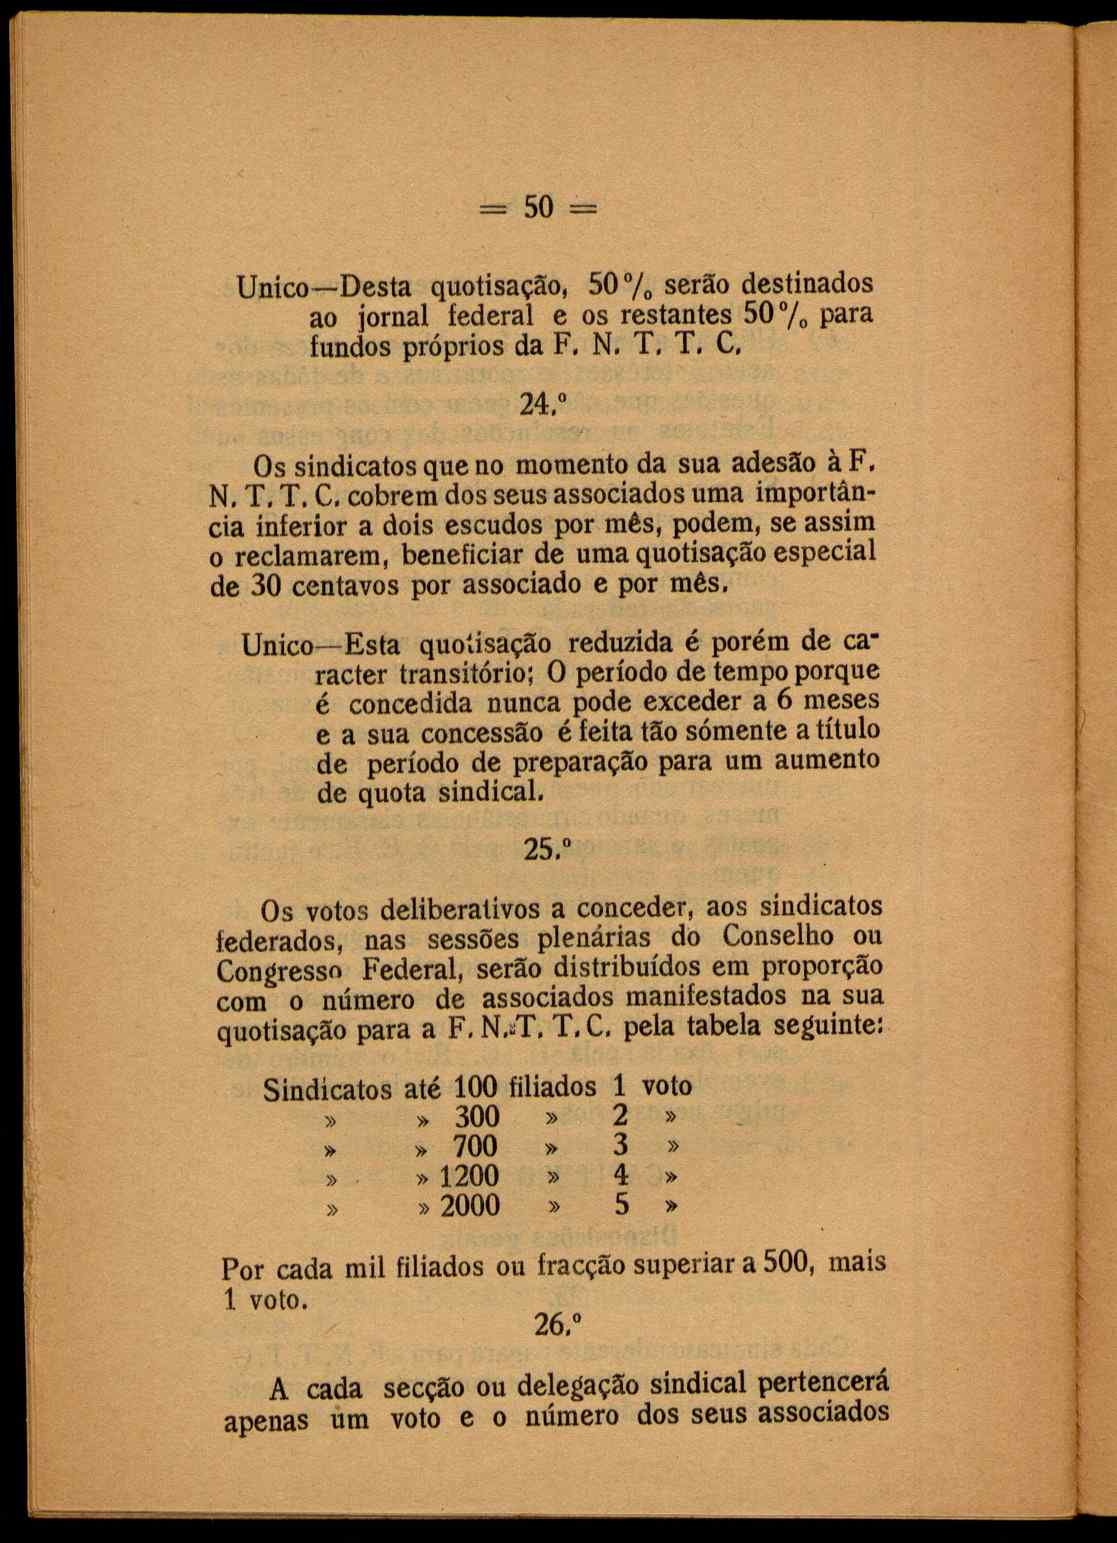 = 50 =
Unico—Desta quotisação, 50 % serão destinados
ao jornal federal e os restantes 50 % para
fundos próprios da F. N. T. T. C.
24.º
Os sindicatos que no momento da sua adesão à F.
N. T. T. C. cobrem dos seus associados uma importân-
cia inferior a dois escudos por mês, podem, se assim
o reclamarem, beneficiar de uma quotisação especial
de 30 centavos por associado e por mês.
Unico—Esta quotisação reduzida é porém de ca-
racter transitório; O período de tempo porque
é concedida nunca pode exceder a 6 meses
e a sua concessão é feita tão sómente a título
de período de preparação para um aumento
de quota sindical.
25.º
Os votos deliberativos a conceder, aos sindicatos
federados, nas sessões plenárias do Conselho ou
Congresso Federal, serão distribuídos em proporção
com o número de associados manifestados na sua
quotisação para a F. N. T. T. C. pela tabela seguinte:
Sindicatos até 100 filiados 1 voto
» » 300 » 2 »
» » 700 » 3 »
» » 1200 » 4 »
» » 2000 » 5 »
Por cada mil filiados ou fracção superiar a 500, mais
1 voto.
26.º
A cada secção ou delegação sindical pertencerá
apenas um voto e o número dos seus associados